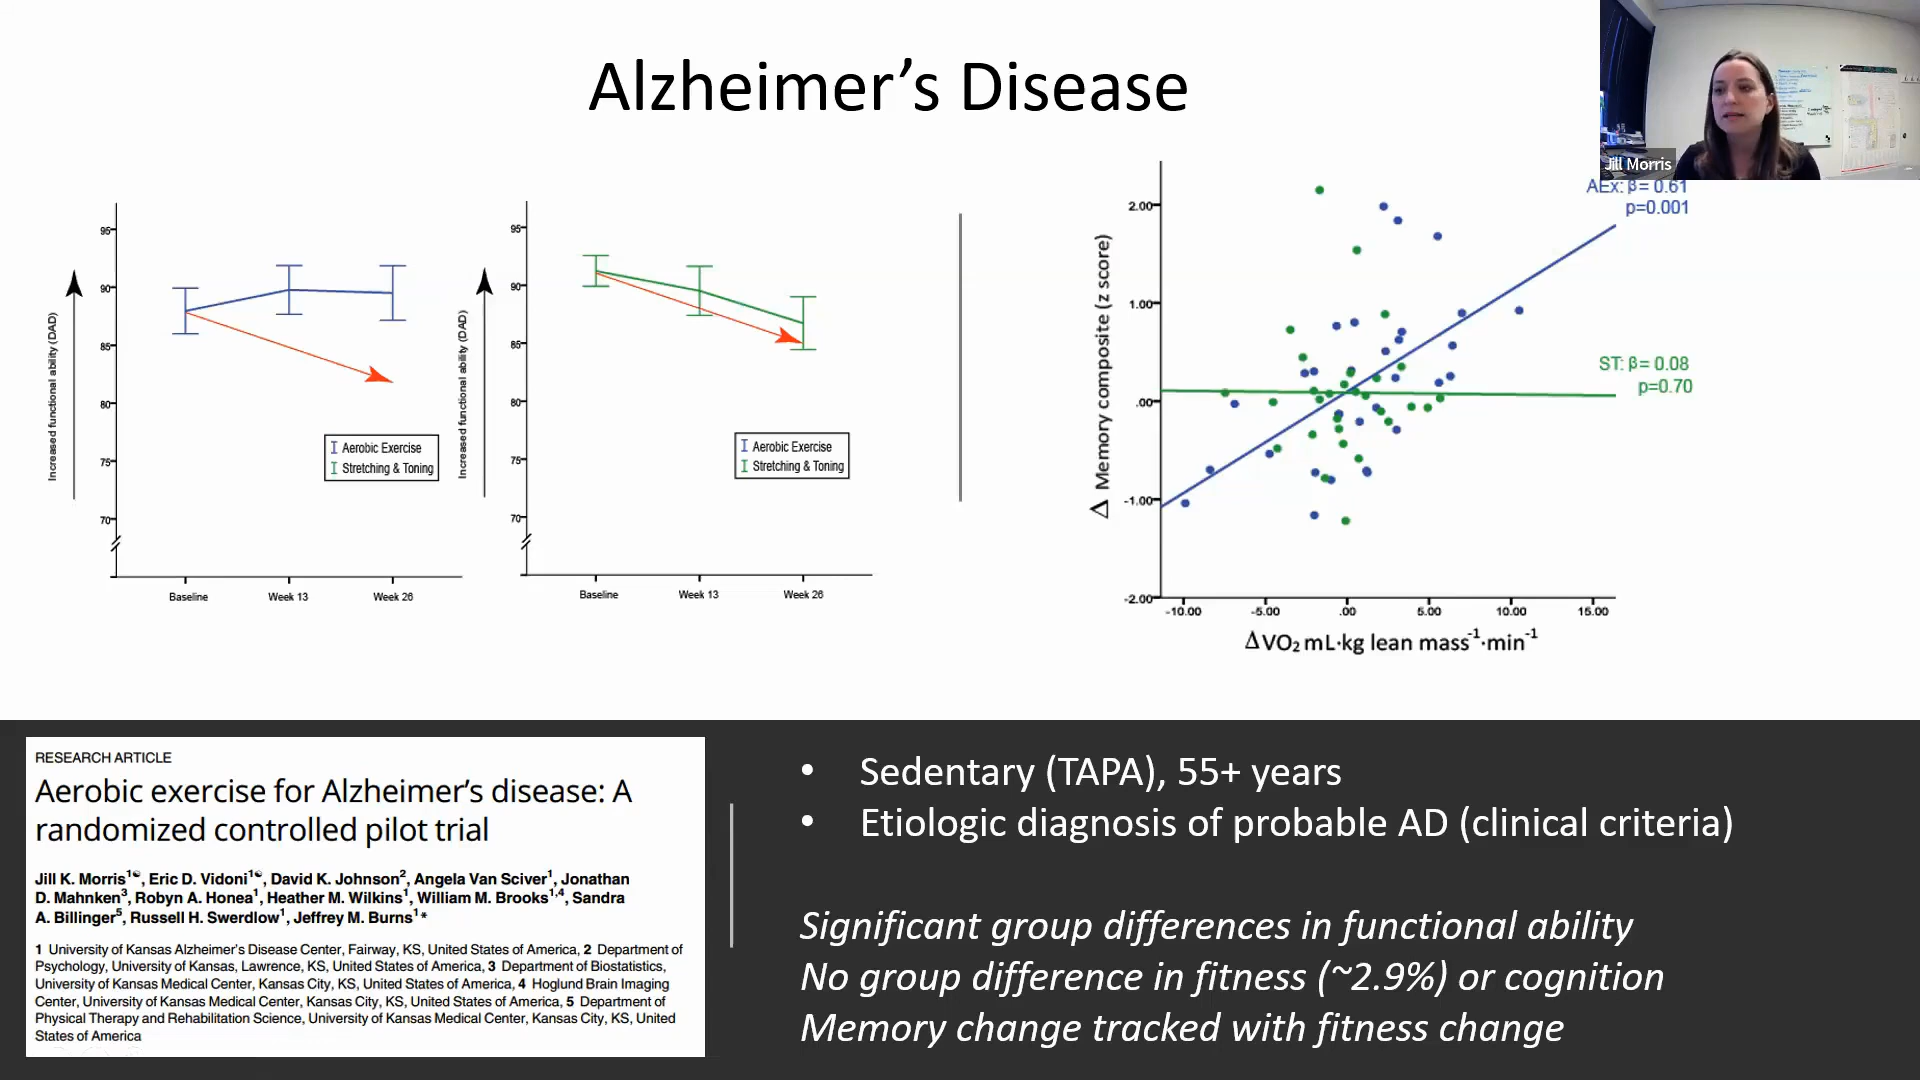 Alzheimer’s Disease
Jill Morris
Increased functional ability (DAD)
95
90
85
80
75
70
Aerobic Exercise
Stretching & Toning
Baseline
Week 13
Week 26
Increased functional ability (DAD)
95
90
85
80
75
70
Aerobic Exercise
Stretching & Toning
Baseline
Week 13
Week 26
Δ Memory composite (z score)
2.00
1.00
.00
-1.00
-2.00
-10.00
-5.00
.00
5.00
10.00
15.00
ΔVO₂ mL·kg lean mass⁻¹·min⁻¹
AEx: β= 0.61
p=0.001
ST: β= 0.08
p=0.70
RESEARCH ARTICLE
Aerobic exercise for Alzheimer’s disease: A
randomized controlled pilot trial
Jill K. Morris¹☯, Eric D. Vidoni¹☯, David K. Johnson², Angela Van Sciver¹, Jonathan
D. Mahnken³, Robyn A. Honea¹, Heather M. Wilkins¹, William M. Brooks¹,⁴, Sandra
A. Billinger⁵, Russell H. Swerdlow¹, Jeffrey M. Burns¹*
1 University of Kansas Alzheimer’s Disease Center, Fairway, KS, United States of America, 2 Department of
Psychology, University of Kansas, Lawrence, KS, United States of America, 3 Department of Biostatistics,
University of Kansas Medical Center, Kansas City, KS, United States of America, 4 Hoglund Brain Imaging
Center, University of Kansas Medical Center, Kansas City, KS, United States of America, 5 Department of
Physical Therapy and Rehabilitation Science, University of Kansas Medical Center, Kansas City, KS, United
States of America
• Sedentary (TAPA), 55+ years
• Etiologic diagnosis of probable AD (clinical criteria)
Significant group differences in functional ability
No group difference in fitness (~2.9%) or cognition
Memory change tracked with fitness change